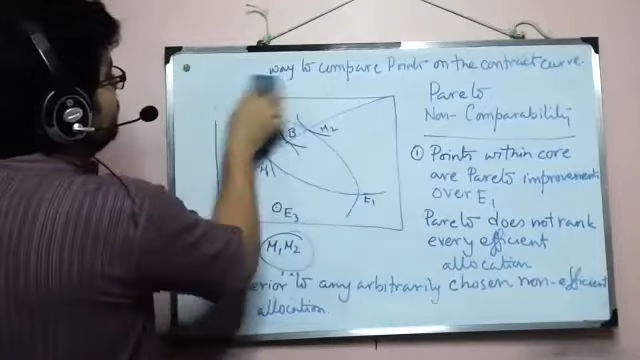 way to compare Points on the contract curve.
Pareto
Non-Comparability
B
M2
M
E1
E3
M1 M2
① Points within core
are Pareto improvements
over E1
Pareto does not rank
every efficient
allocation
erior to any arbitrarily chosen non-efficient
allocation.